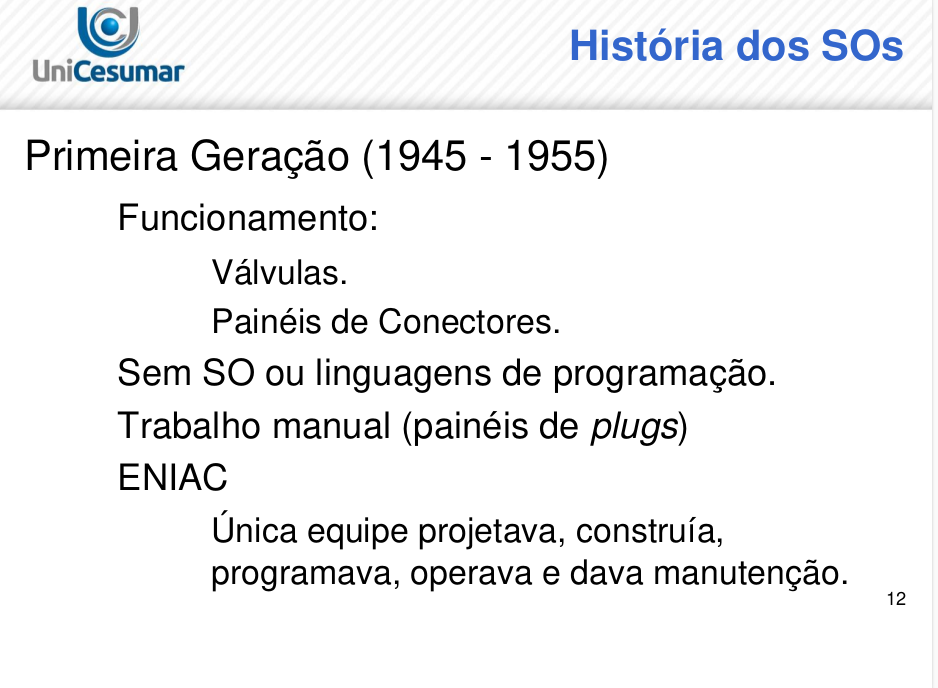 UniCesumar
História dos SOs
Primeira Geração (1945 - 1955)
Funcionamento:
Válvulas.
Painéis de Conectores.
Sem SO ou linguagens de programação.
Trabalho manual (painéis de plugs)
ENIAC
Única equipe projetava, construía,
programava, operava e dava manutenção.
12